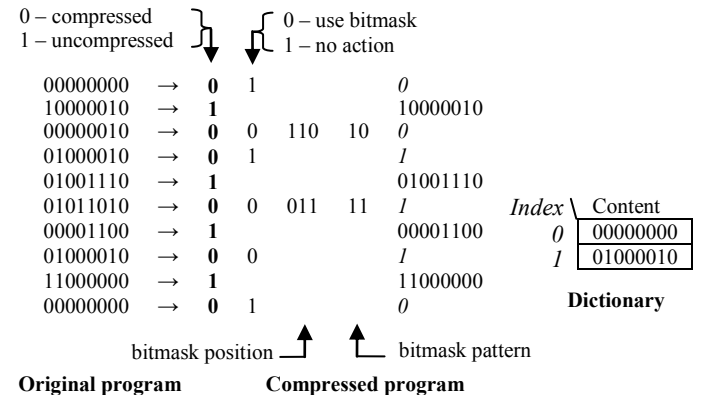 0 – compressed 0 – use bitmask
1 – uncompressed 1 – no action
00000000 → 0 1 0
10000010 → 1 10000010
00000010 → 0 0 110 10 0
01000010 → 0 1 1
01001110 → 1 01001110
01011010 → 0 0 011 11 1 Index \ Content
00001100 → 1 00001100 0 00000000
01000010 → 0 0 1 1 01000010
11000000 → 1 11000000 Dictionary
00000000 → 0 1 0
bitmask position bitmask pattern
Original program Compressed program